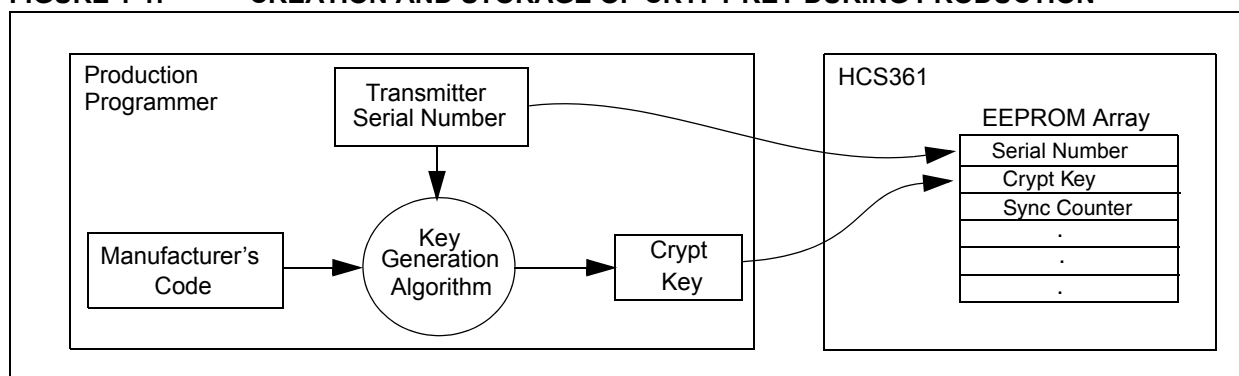 FIGURE 1-1: CREATION AND STORAGE OF CRYPT KEY DURING PRODUCTION
Production
Programmer
Transmitter
Serial Number
Manufacturer's
Code
Key
Generation
Algorithm
Crypt
Key
HCS361
EEPROM Array
Serial Number
Crypt Key
Sync Counter
.
.
.